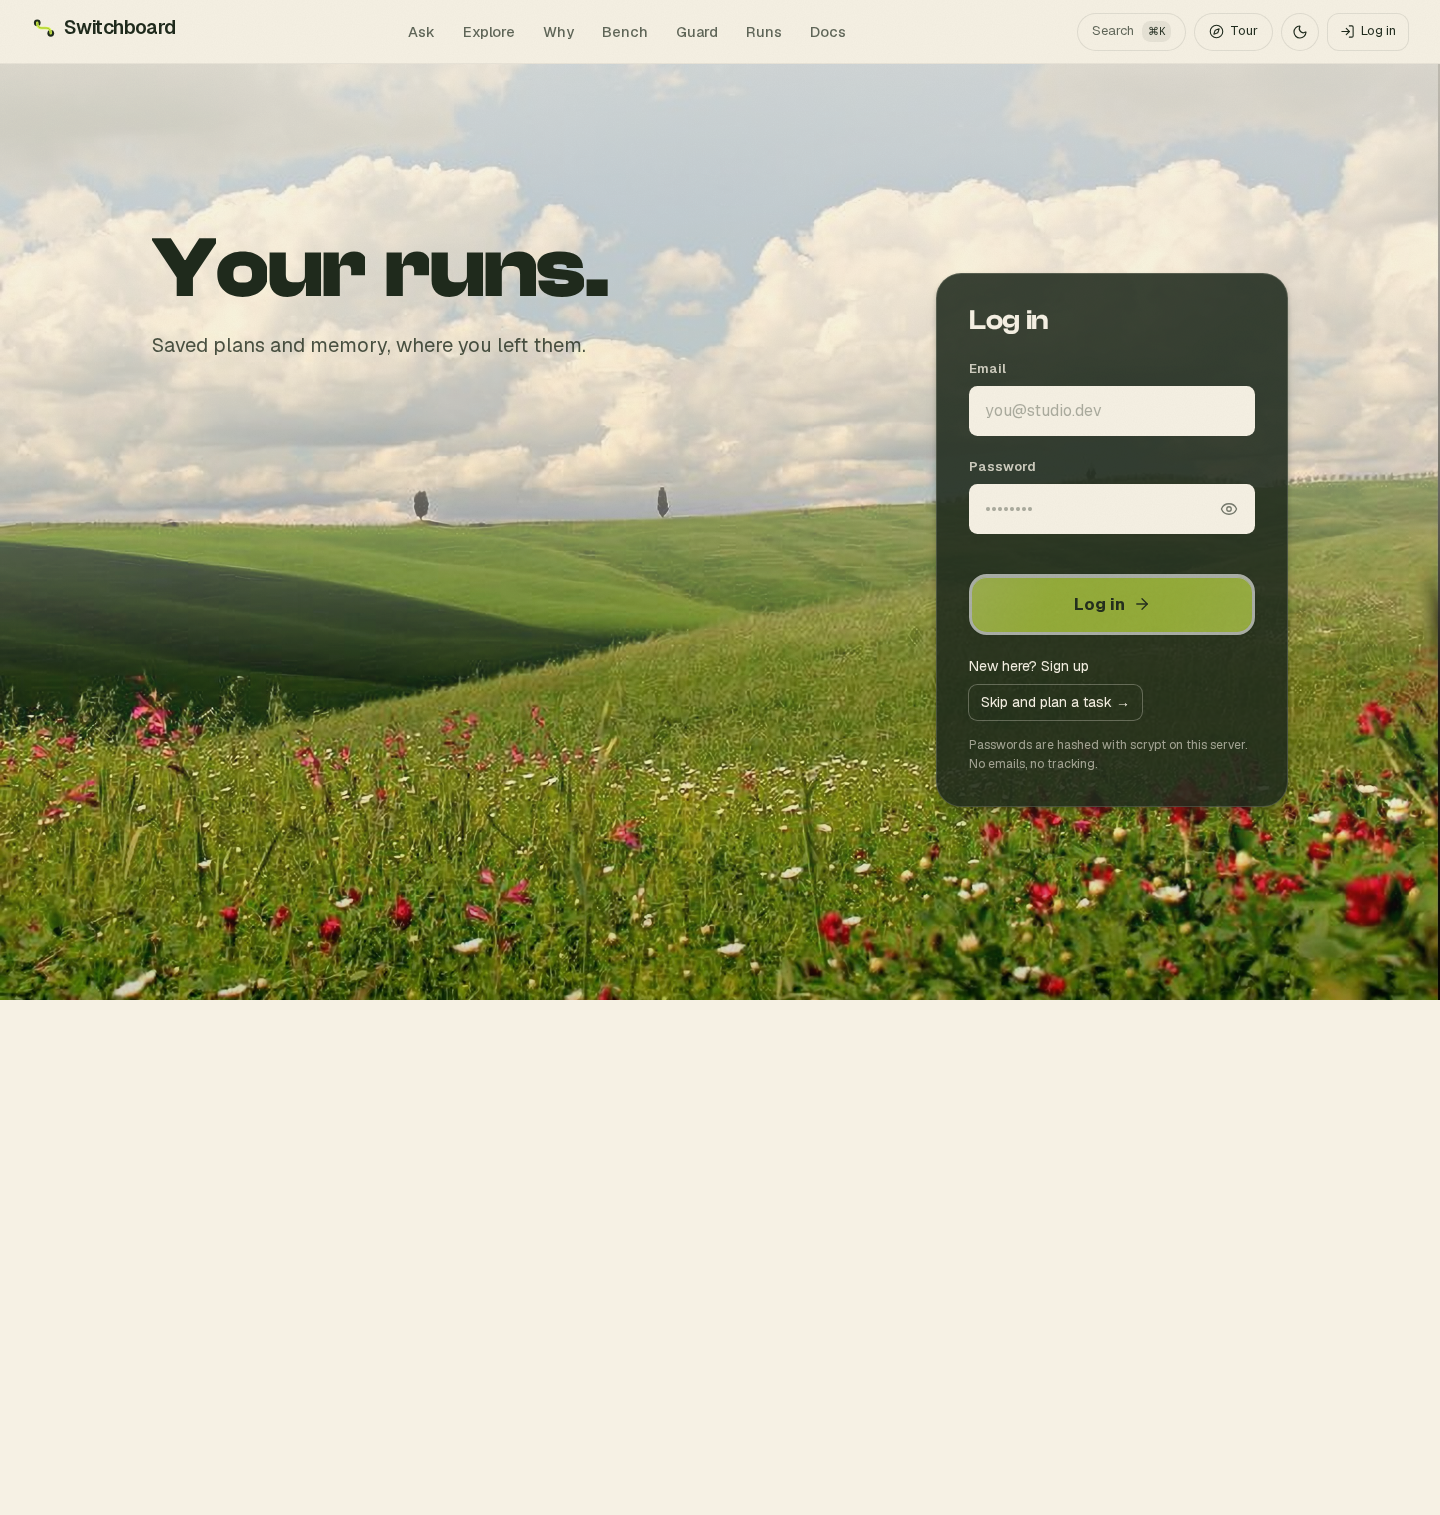 Switchboard
Ask Explore Why Bench Guard Runs Docs
Search ⌘K Tour Log in
Your runs.
Saved plans and memory, where you left them.
Log in
Email
you@studio.dev
Password
••••••••
Log in →
New here? Sign up
Skip and plan a task →
Passwords are hashed with scrypt on this server.
No emails, no tracking.